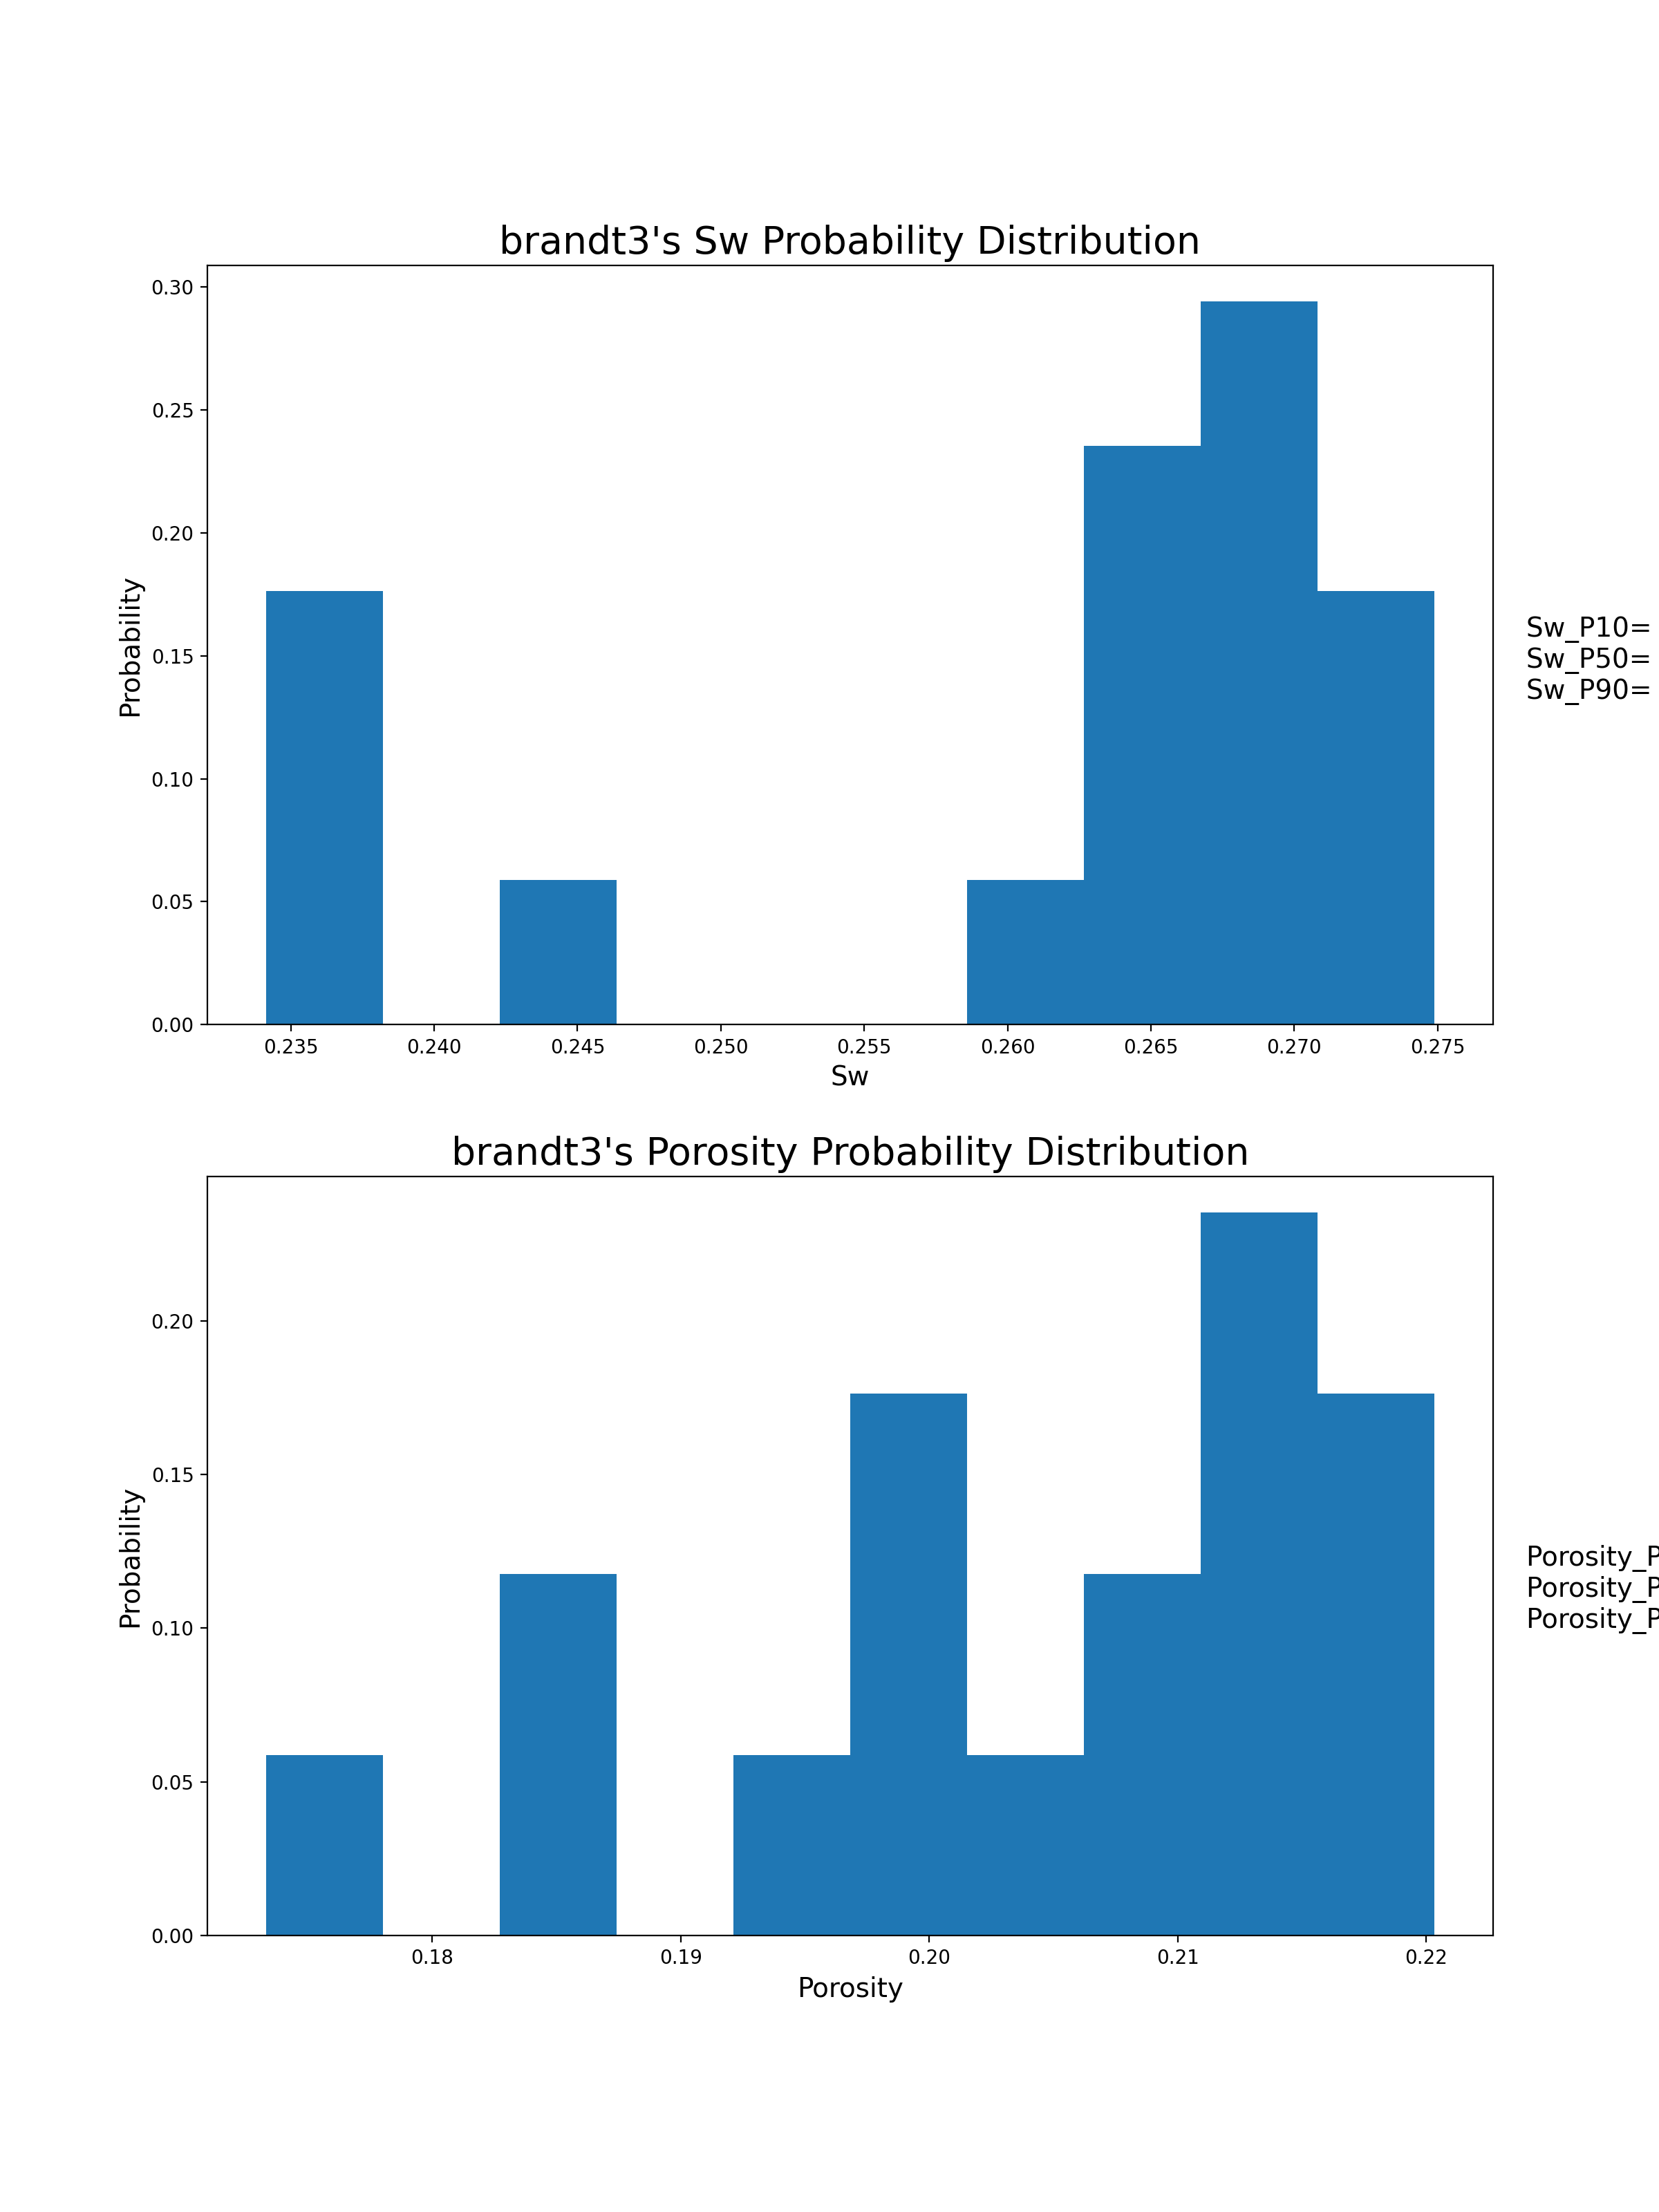 brandt3's Sw Probability Distribution
0.30
0.25
0.20
0.15
0.10
0.05
0.00
Probability
0.235 0.240 0.245 0.250 0.255 0.260 0.265 0.270 0.275
Sw
Sw_P10=
Sw_P50=
Sw_P90=
brandt3's Porosity Probability Distribution
0.20
0.15
0.10
0.05
0.00
Probability
0.18 0.19 0.20 0.21 0.22
Porosity
Porosity_P
Porosity_P
Porosity_P